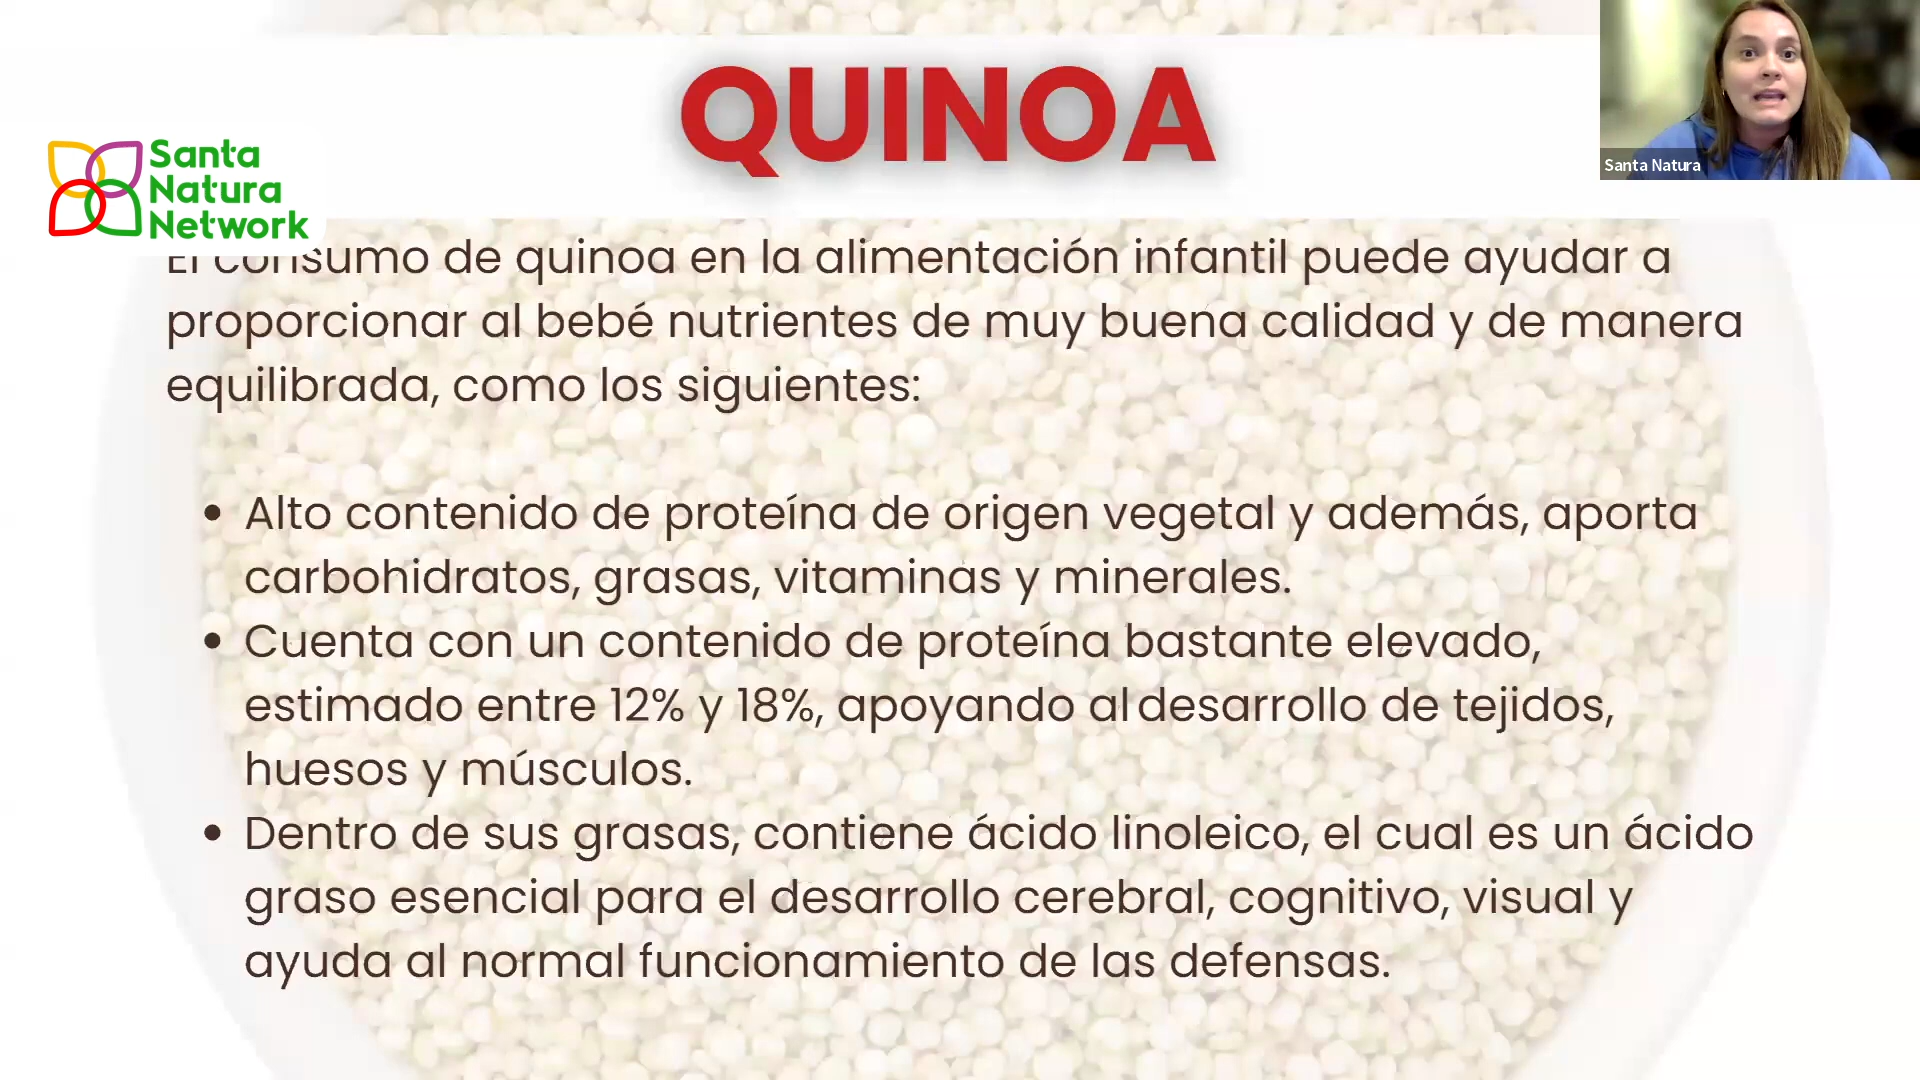 QUINOA
Santa
Natura
Network
Santa Natura
El consumo de quinoa en la alimentación infantil puede ayudar a
proporcionar al bebé nutrientes de muy buena calidad y de manera
equilibrada, como los siguientes:
• Alto contenido de proteína de origen vegetal y además, aporta
carbohidratos, grasas, vitaminas y minerales.
• Cuenta con un contenido de proteína bastante elevado,
estimado entre 12% y 18%, apoyando al desarrollo de tejidos,
huesos y músculos.
• Dentro de sus grasas, contiene ácido linoleico, el cual es un ácido
graso esencial para el desarrollo cerebral, cognitivo, visual y
ayuda al normal funcionamiento de las defensas.